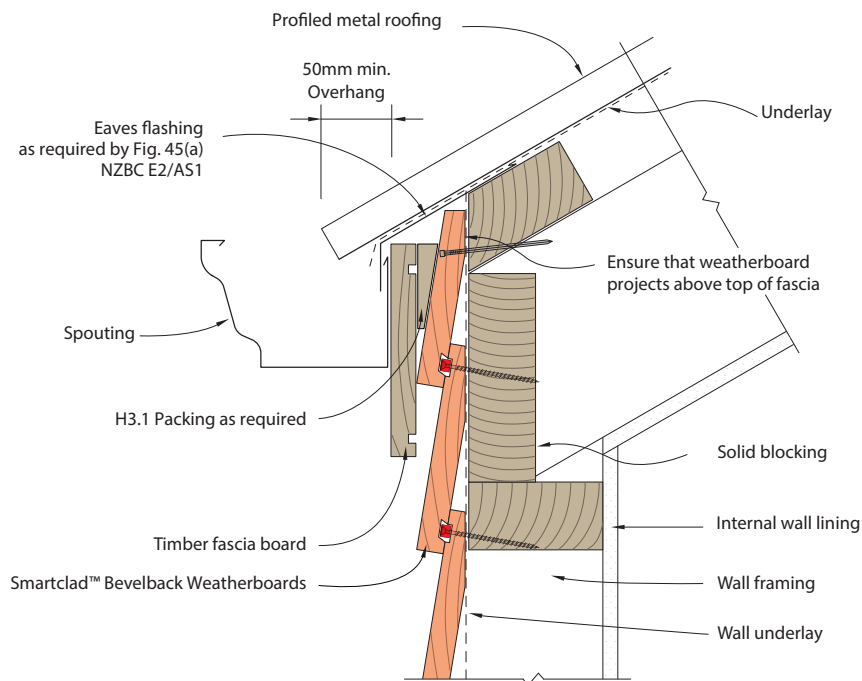 Profiled metal roofing
50mm min.
Overhang
Underlay
Eaves flashing
as required by Fig. 45(a)
NZBC E2/AS1
Ensure that weatherboard
projects above top of fascia
Spouting
H3.1 Packing as required
Solid blocking
Internal wall lining
Timber fascia board
Smartclad™ Bevelback Weatherboards
Wall framing
Wall underlay